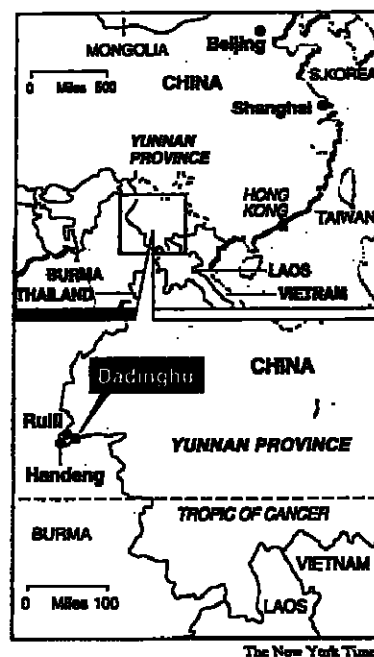 MONGOLIA
Beijing
S.KOREA
0 Miles 500
CHINA
Shanghai
YUNNAN
PROVINCE
HONG
KONG
TAIWAN
BURMA
LAOS
THAILAND
VIETNAM
Dadinghu
CHINA
Ruili
YUNNAN PROVINCE
Handeng
TROPIC OF CANCER
BURMA
VIETNAM
0 Miles 100
LAOS
The New York Times